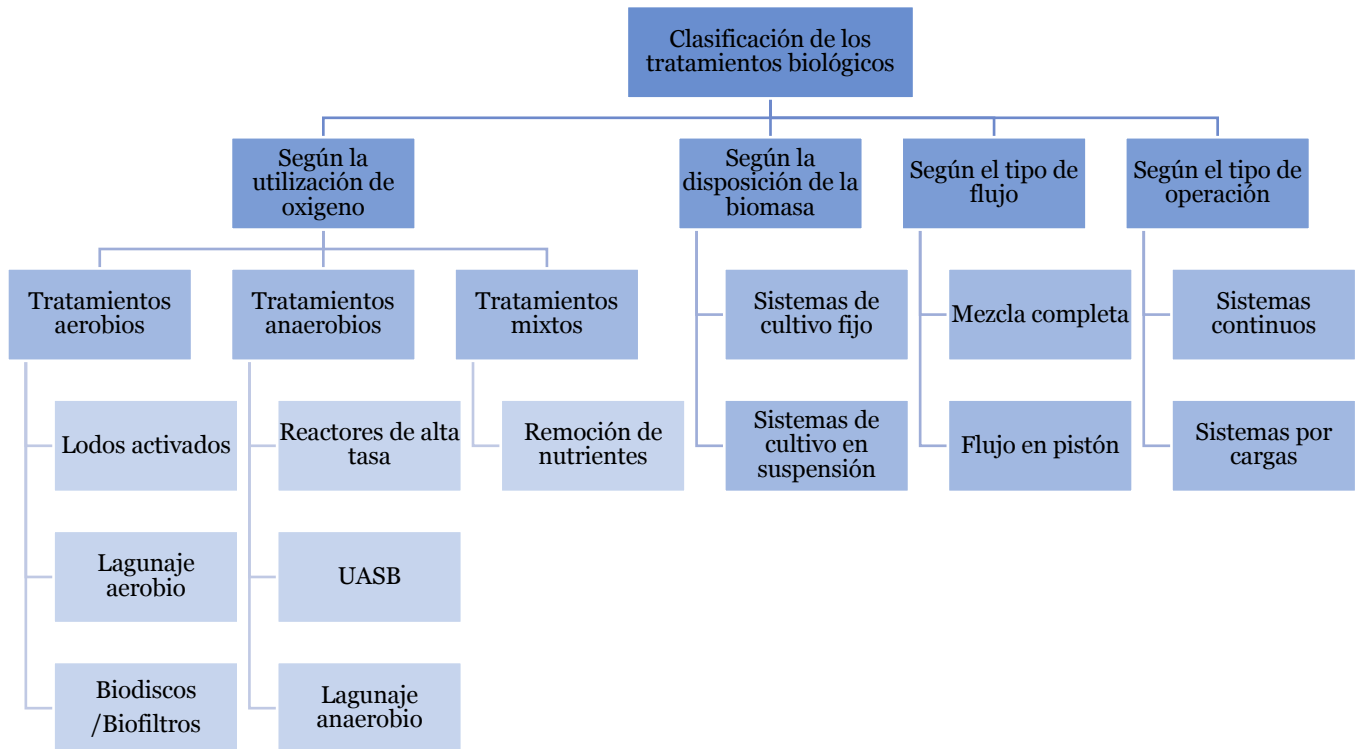 Clasificación de los
tratamientos biológicos
Según la
utilización de
oxigeno
Según la
disposición de la
biomasa
Según el tipo de
flujo
Según el tipo de
operación
Tratamientos
aerobios
Tratamientos
anaerobios
Tratamientos
mixtos
Sistemas de
cultivo fijo
Mezcla completa
Sistemas
continuos
Lodos activados
Reactores de alta
tasa
Remoción de
nutrientes
Sistemas de
cultivo en
suspensión
Flujo en pistón
Sistemas por
cargas
Lagunaje
aerobio
UASB
Biodiscos
/Biofiltros
Lagunaje
anaerobio